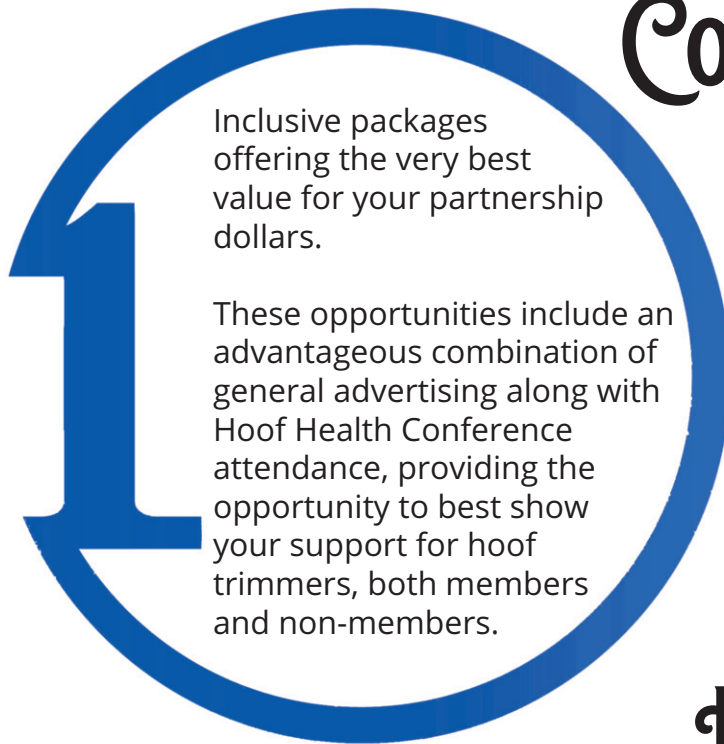 Co
Inclusive packages
offering the very best
value for your partnership
dollars.
These opportunities include an
advantageous combination of
general advertising along with
Hoof Health Conference
attendance, providing the
opportunity to best show
your support for hoof
trimmers, both members
and non-members.
1